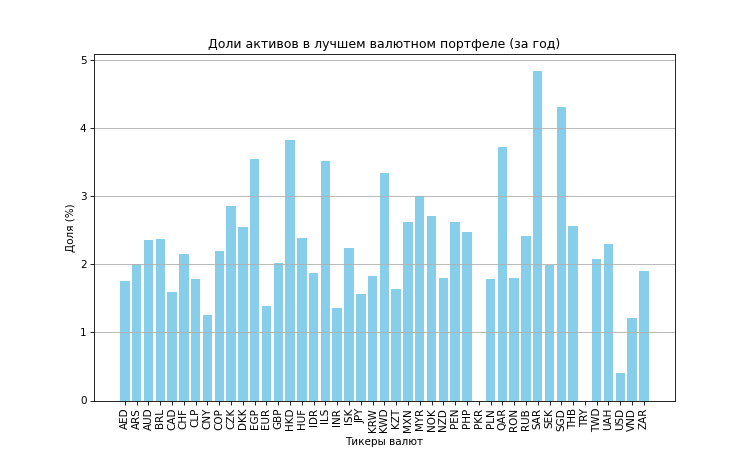 Доли активов в лучшем валютном портфеле (за год)
Доля (%)
5
4
3
2
1
0
AED ARS AUD BRL CAD CHF CLP CNY COP CZK DKK EGP EUR GBP HKD HUF IDR ILS INR ISK JPY KRW KWD KZT MXN MYR NOK NZD PEN PHP PKR PLN QAR RON RUB SAR SEK SGD THB TRY TWD UAH USD VND ZAR
Тикеры валют